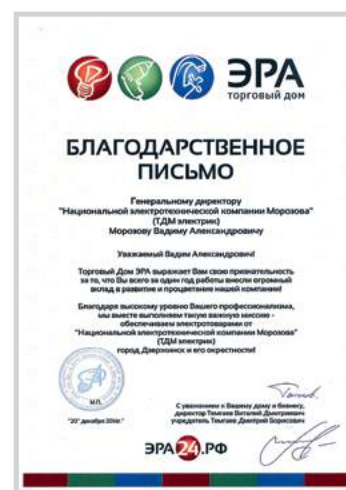 ЭРА
торговый дом
БЛАГОДАРСТВЕННОЕ
ПИСЬМО
Генеральному директору
"Национальной электротехнической компании Морозова"
(ТДМ электрик)
Морозову Вадиму Александровичу
Уважаемый Вадим Александрович!
Торговый Дом ЭРА выражает Вам свою признательность
за то, что Вы всего за один год работы внесли огромный
вклад в развитие и процветание нашей компании!
Благодаря высокому уровню Вашего профессионализма,
мы вместе выполняем такую важную миссию -
обеспечиваем электротоварами от
"Национальной электротехнической компании Морозова"
(ТДМ электрик)
город Дзержинск и его окрестности!
М.П.
С уважением к Вашему дому и бизнесу,
директор Темгаев Виталий Дмитриевич
"20" декабря 2014г."
учредитель Темгаев Дмитрий Борисович
ЭРА24.РФ